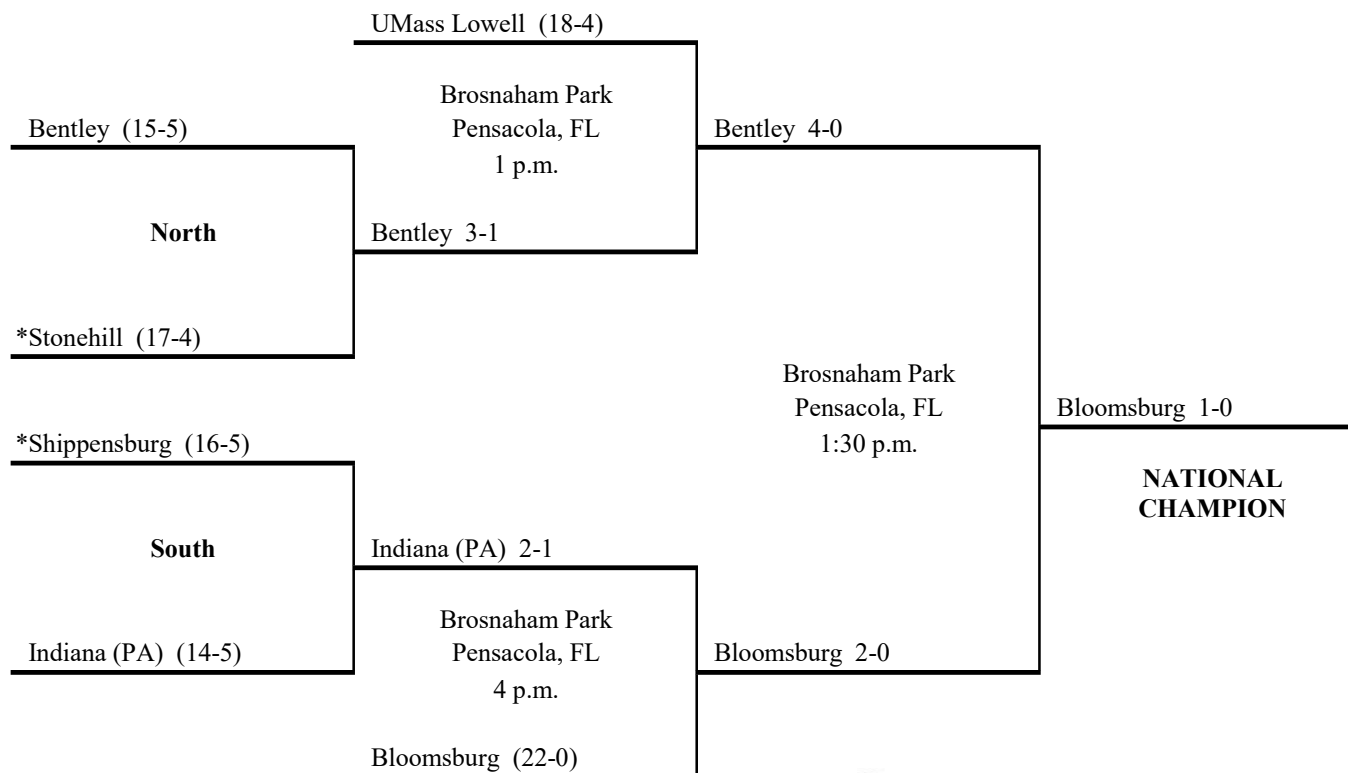 UMass Lowell (18-4)
Brosnaham Park
Pensacola, FL
1 p.m.
Bentley (15-5)
Bentley 4-0
North
Bentley 3-1
*Stonehill (17-4)
Brosnaham Park
Pensacola, FL
1:30 p.m.
Bloomsburg 1-0
*Shippensburg (16-5)
NATIONAL
CHAMPION
South
Indiana (PA) 2-1
Brosnaham Park
Pensacola, FL
4 p.m.
Indiana (PA) (14-5)
Bloomsburg 2-0
Bloomsburg (22-0)